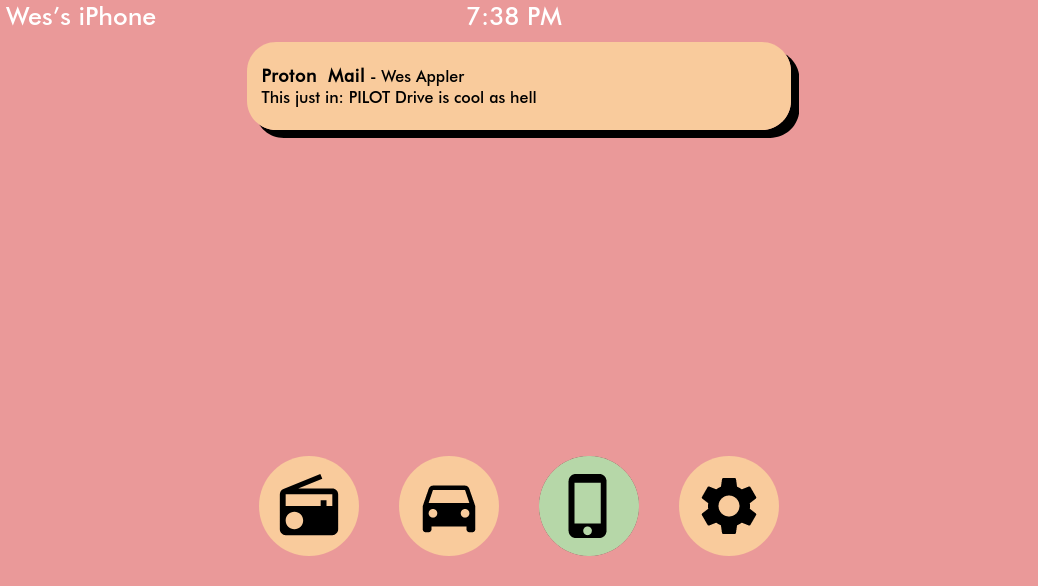 Wes's iPhone 7:38 PM
Proton Mail - Wes Appler
This just in: PILOT Drive is cool as hell